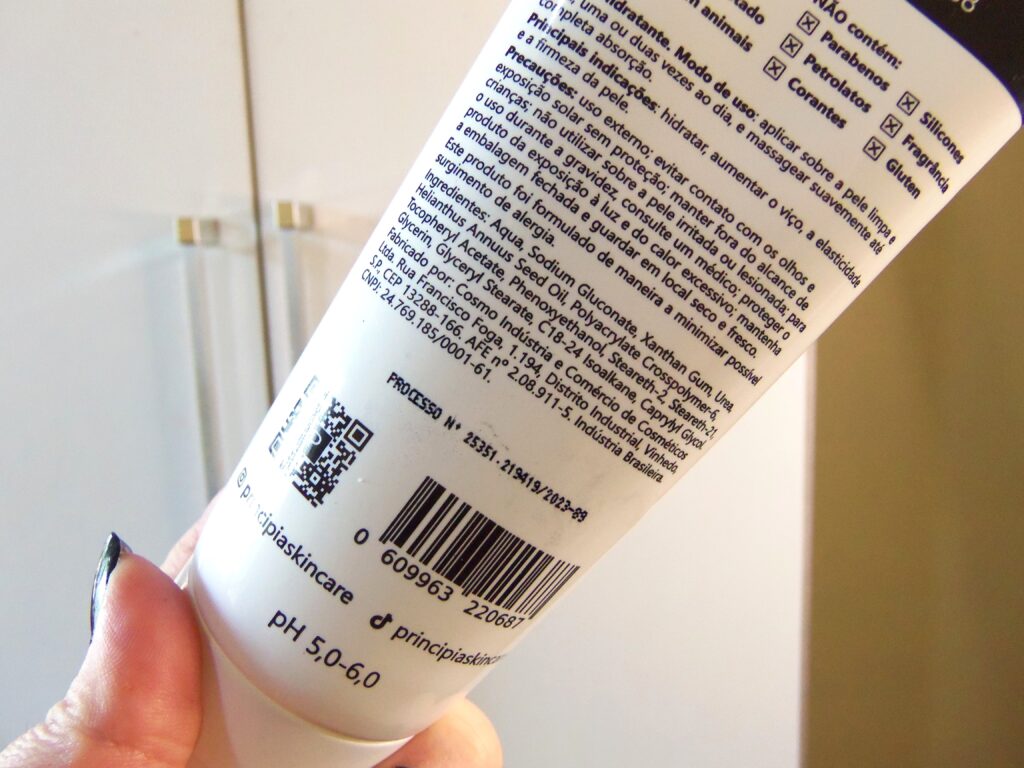 NÃO contém:
Parabenos
Petrolatos
Corantes
Silicones
Fragrância
Gluten
animais
hidratante. Modo de uso: aplicar sobre a pele limpa e
uma ou duas vezes ao dia, e massagear suavemente até
completa absorção.
Principais Indicações: hidratar, aumentar o viço, a elasticidade
e a firmeza da pele.
Precauções: uso externo; evitar contato com os olhos e
exposição solar sem proteção; manter fora do alcance de
crianças; não utilizar sobre a pele irritada ou lesionada; para
o uso durante a gravidez, consulte um médico; proteger o
produto da exposição à luz e do calor excessivo; mantenha
a embalagem fechada e guardar em local seco e fresco.
Este produto foi formulado de maneira a minimizar possível
surgimento de alergia.
Ingredientes: Aqua, Sodium Gluconate, Xanthan Gum, Urea,
Helianthus Annuus Seed Oil, Polyacrylate Crosspolymer-6,
Tocopheryl Acetate, Phenoxyethanol, Steareth-2, Steareth-21,
Glycerin, Glyceryl Stearate, C18-24 Isoalkane, Caprylyl Glycol.
Fabricado por: Cosmo Indústria e Comércio de Cosméticos
Ltda, Rua Francisco Foga, 1.194, Distrito Industrial, Vinhedo,
S.P. CEP 13288-166. AFE nº 2.08.911-5. Indústria Brasileira.
CNPJ: 24.769.185/0001-61.
PROCESSO N° 25351.219419/2023-89
0 609963 220687
@principiaskincare
principiaskincare
pH 5,0-6,0